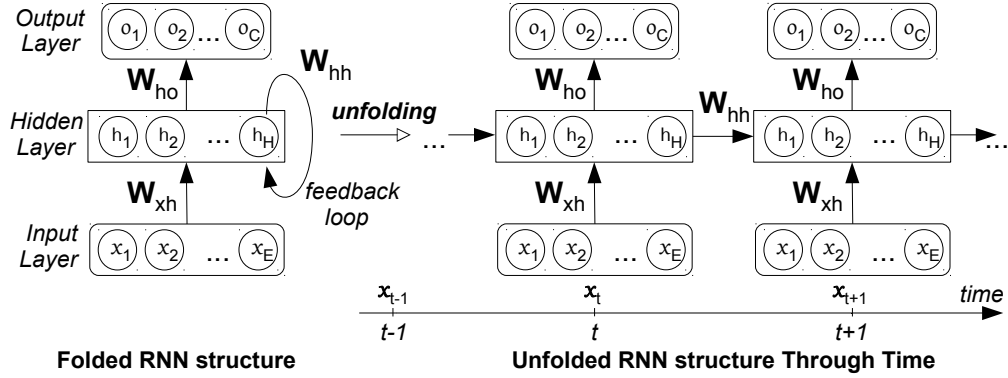 Output Layer
o1 o2 ... oC
Who
Whh
Hidden Layer
h1 h2 ... hH
feedback loop
Wxh
Input Layer
x1 x2 ... xE
Folded RNN structure
unfolding
...
o1 o2 ... oC
Who
h1 h2 ... hH
Wxh
x1 x2 ... xE
Whh
o1 o2 ... oC
Who
h1 h2 ... hH
...
Wxh
x1 x2 ... xE
xt-1 xt xt+1 time
t-1 t t+1
Unfolded RNN structure Through Time